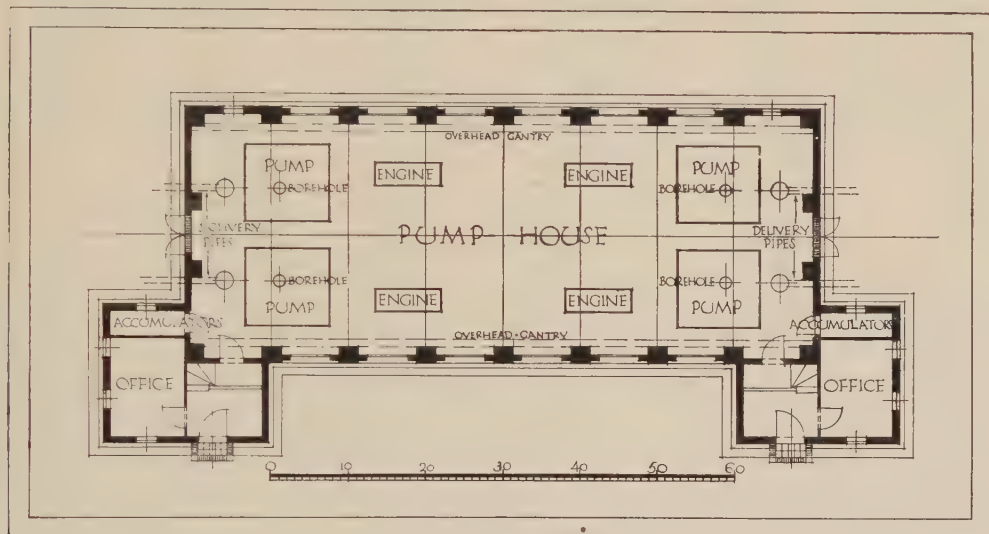 OVERHEAD GANTRY
PUMP
ENGINE
ENGINE
PUMP
BOREHOLE
BOREHOLE
DELIVERY
PIPES
PUMP HOUSE
DELIVERY
PIPES
BOREHOLE
BOREHOLE
PUMP
ENGINE
ENGINE
PUMP
ACCUMULATORS
OVERHEAD·GANTRY
ACCUMULATORS
OFFICE
OFFICE
0 10 20 30 40 50 60